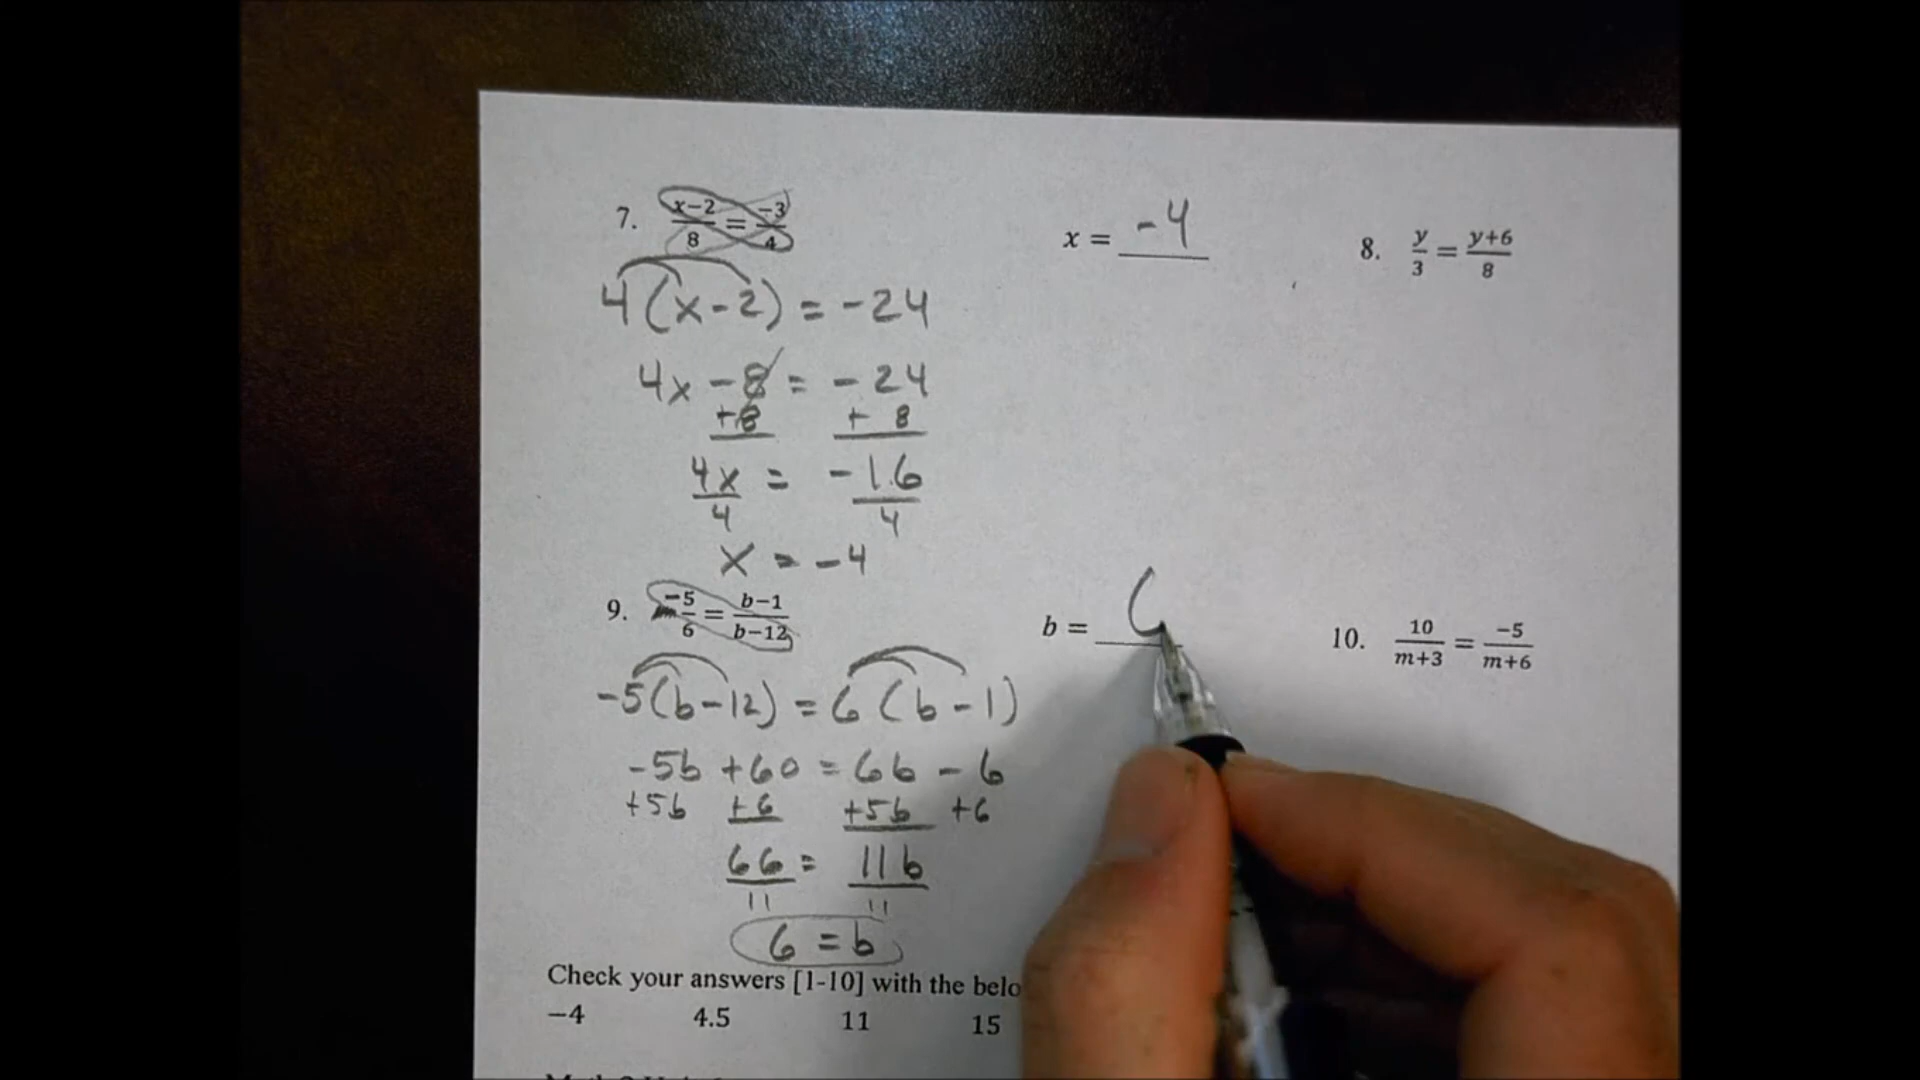 7. x−2/8 = −3/4
x = -4
8. y/3 = y+6/8
4(x-2) = -24
4x - 8 = - 24
+8 + 8
4x = -16
4 4
x = -4
9. −5/6 = b−1/b−12
b = 
10. 10/m+3 = −5/m+6
-5(b-12) = 6(b-1)
-5b +60 = 6b - 6
+5b +6 +5b +6
66 = 11b
11 11
6 = b
Check your answers [1-10] with the
−4 4.5 11 15